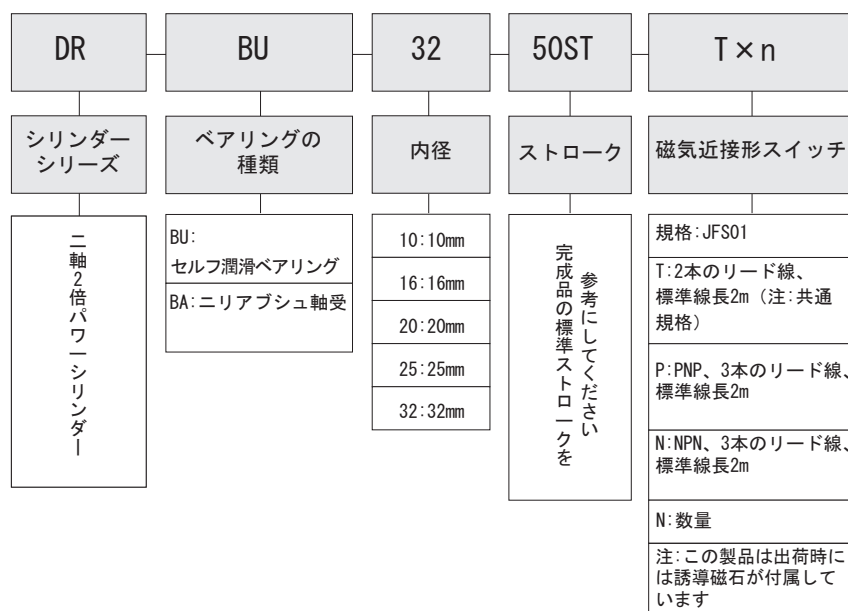 DR
BU
32
50ST
T×n
シリンダー
シリーズ
ベアリングの
種類
内径
ストローク
磁気近接形スイッチ
二軸2倍パワーシリンダー
BU:
セルフ潤滑ベアリング
BA:ニリアブシュ軸受
10:10mm
16:16mm
20:20mm
25:25mm
32:32mm
完成品の標準ストロークを
参考にしてください
規格:JFS01
T:2本のリード線、
標準線長2m（注:共通
規格）
P:PNP、3本のリード線、
標準線長2m
N:NPN、3本のリード線、
標準線長2m
N:数量
注:この製品は出荷時に
は誘導磁石が付属して
います